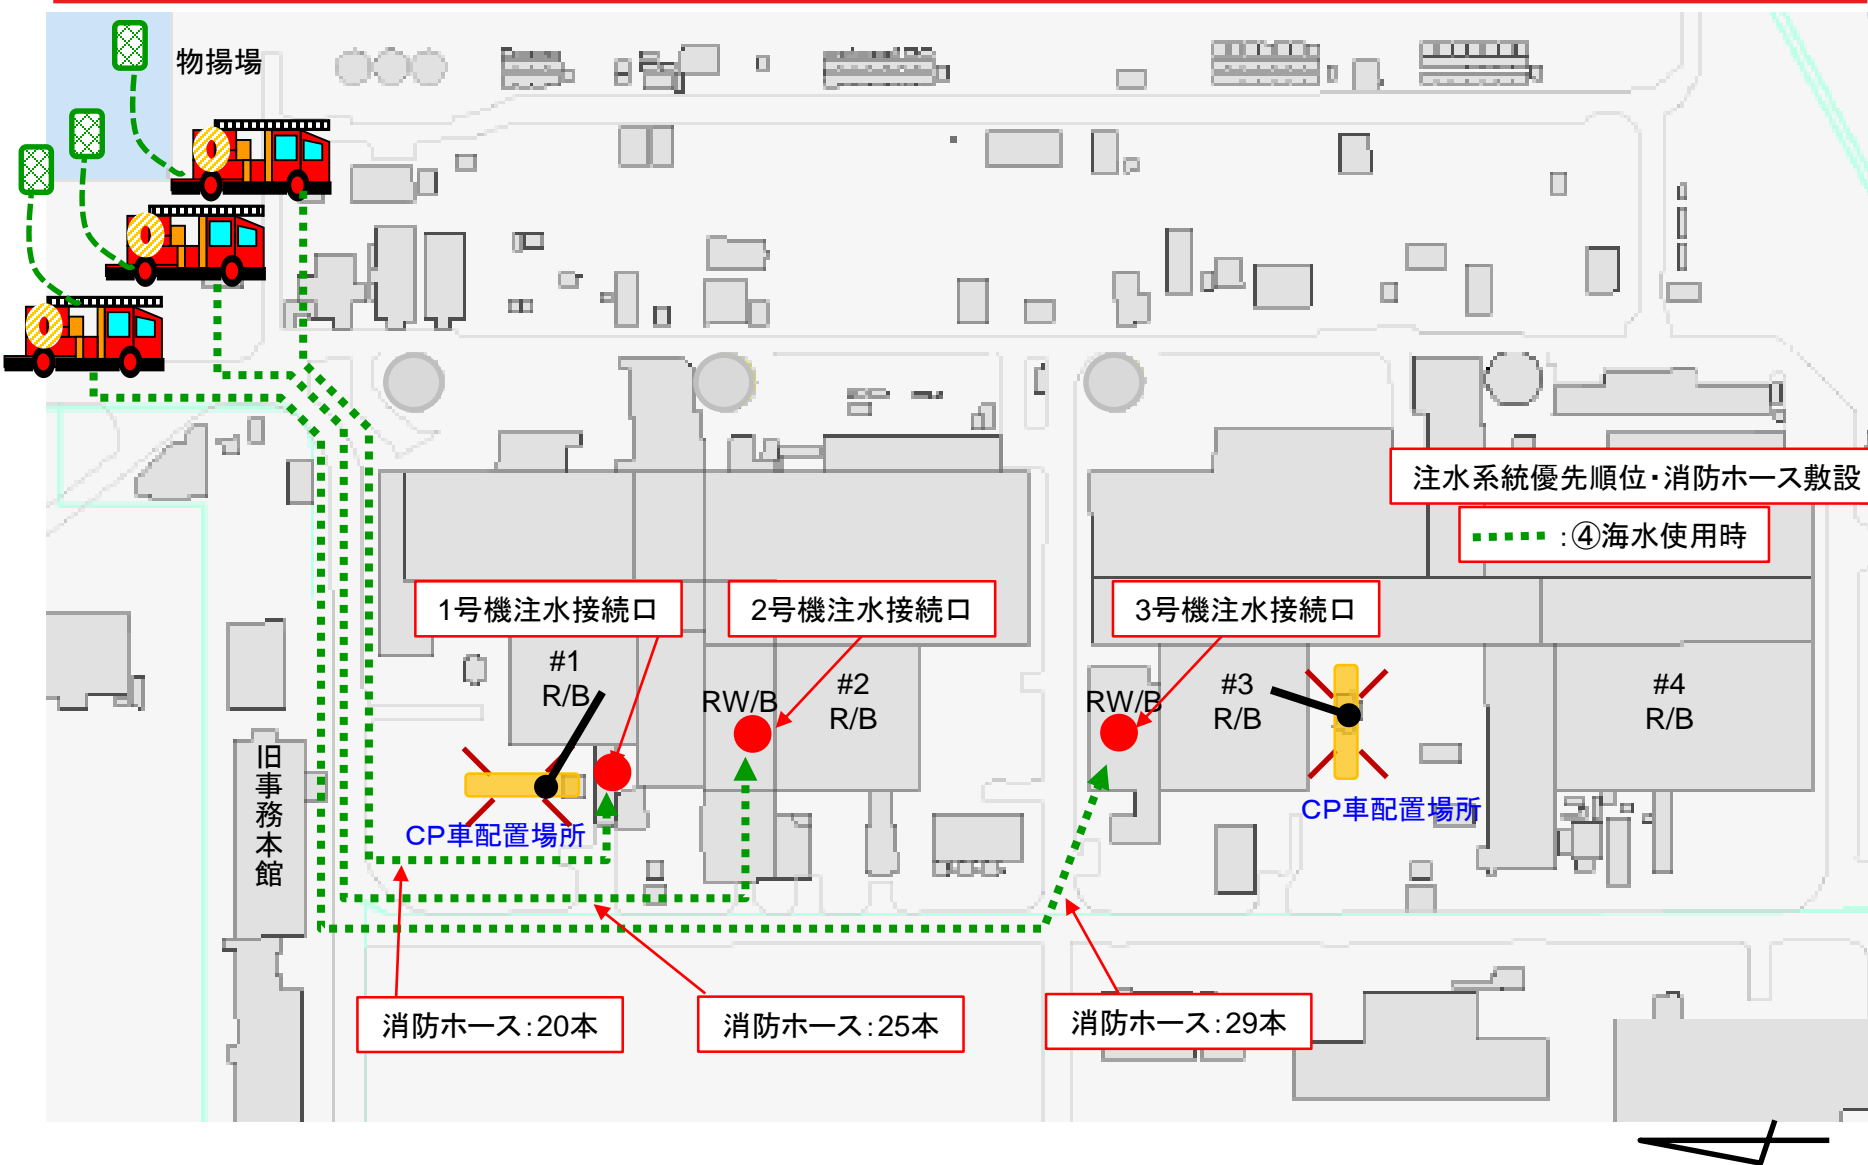 物揚場
注水系統優先順位・消防ホース敷設
:④海水使用時
1号機注水接続口
2号機注水接続口
3号機注水接続口
#1
R/B
RW/B
#2
R/B
RW/B
#3
R/B
#4
R/B
旧事務本館
CP車配置場所
CP車配置場所
消防ホース:20本
消防ホース:25本
消防ホース:29本